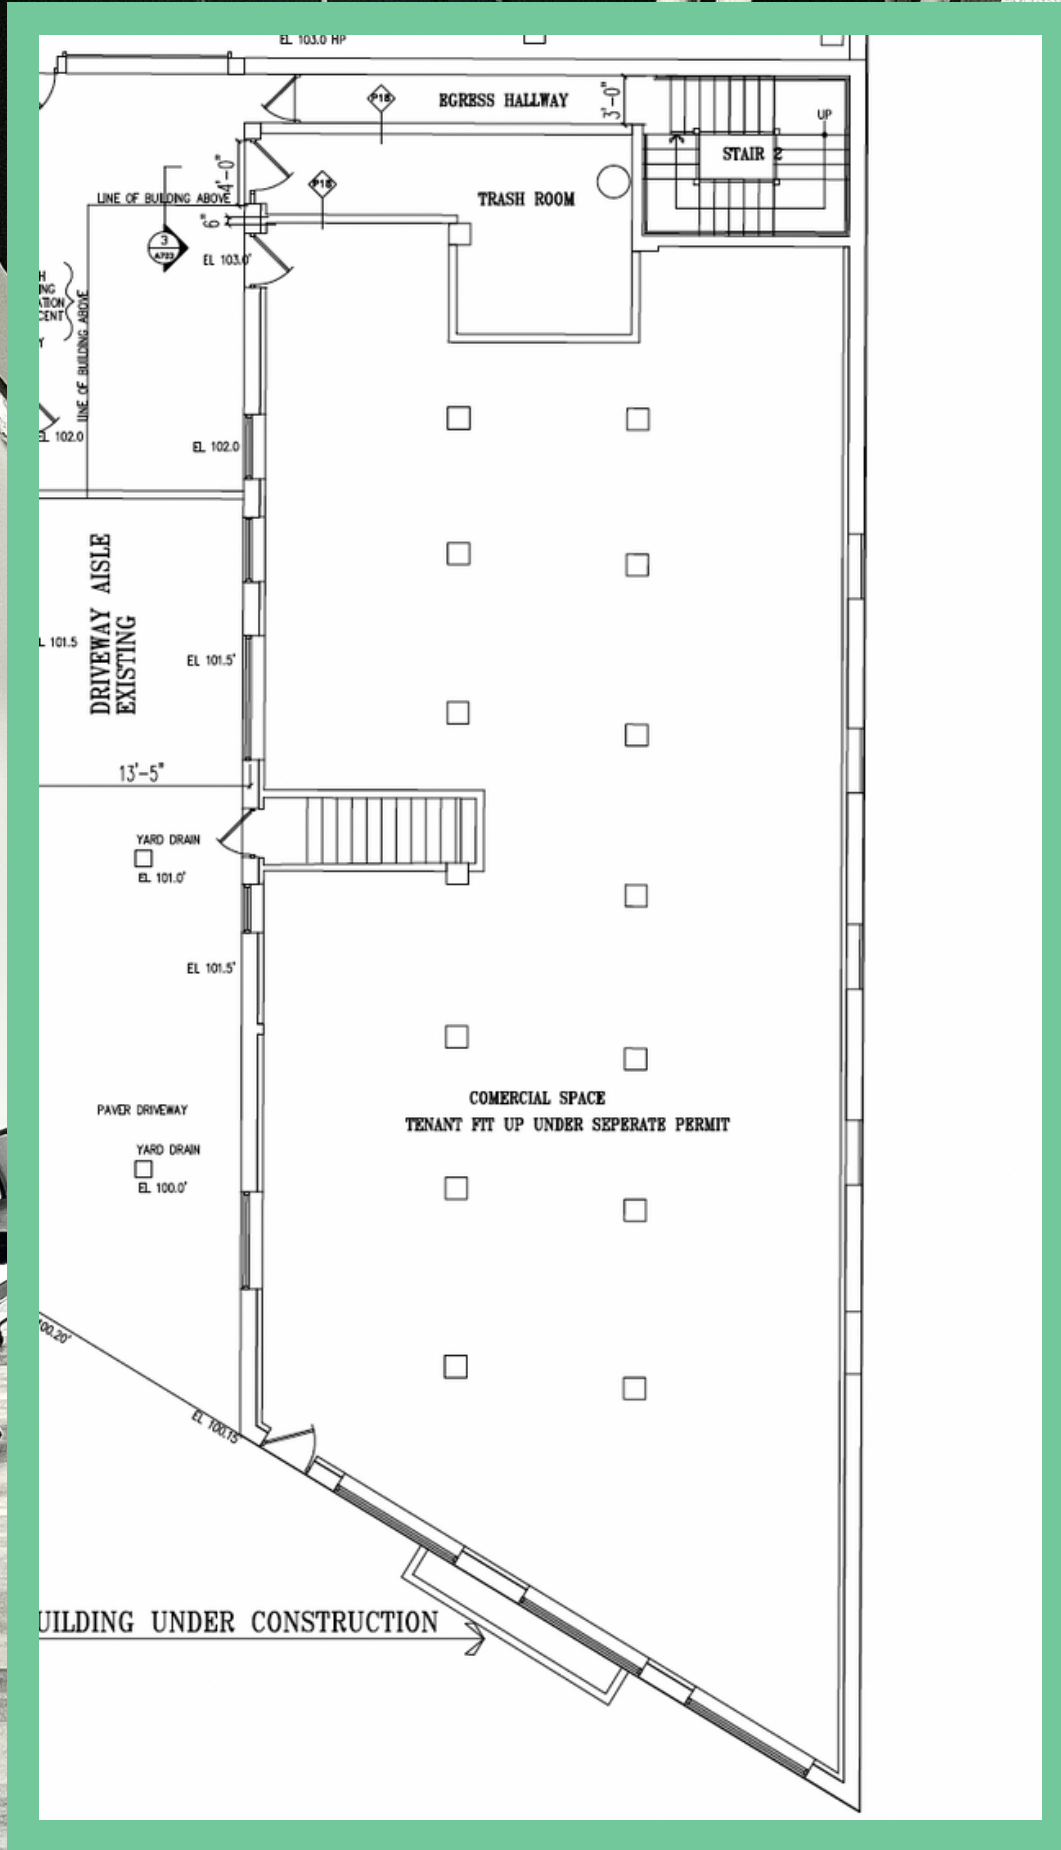 EL 103.0 HP
P18
EGRESS HALLWAY
3'-0"
UP
STAIR 2
4'-0"
P18
TRASH ROOM
LINE OF BUILDING ABOVE
6"
3
A722
EL 103.0'
LINE OF BUILDING ABOVE
EL 102.0
EL 102.0
DRIVEWAY AISLE
EXISTING
L 101.5
EL 101.5'
13'-5"
YARD DRAIN
EL 101.0'
EL 101.5'
COMERCIAL SPACE
TENANT FIT UP UNDER SEPERATE PERMIT
PAVER DRIVEWAY
YARD DRAIN
EL 100.0'
100.20'
EL 100.15'
UILDING UNDER CONSTRUCTION